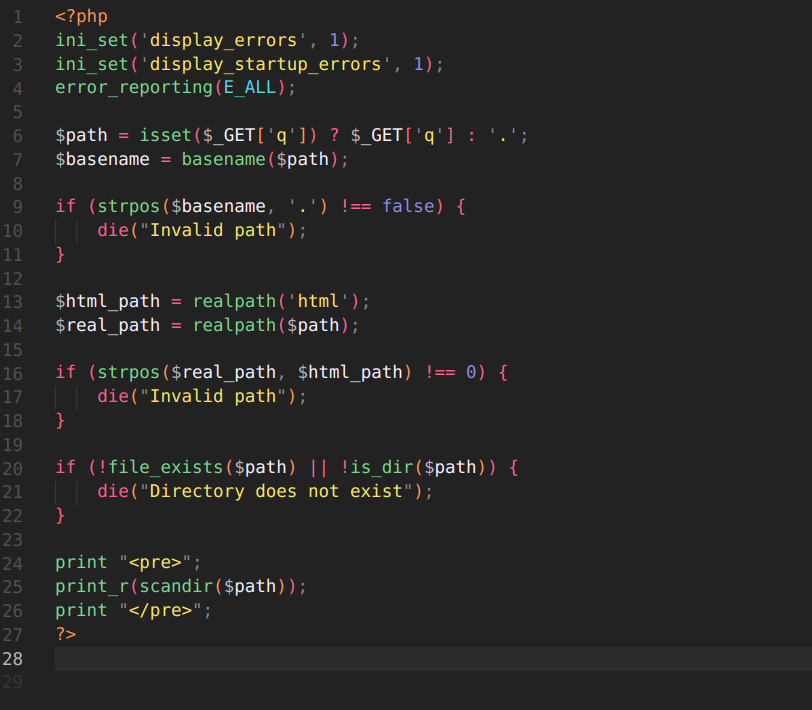 1 <?php
2 ini_set('display_errors', 1);
3 ini_set('display_startup_errors', 1);
4 error_reporting(E_ALL);
5
6 $path = isset($_GET['q']) ? $_GET['q'] : '.';
7 $basename = basename($path);
8
9 if (strpos($basename, '.') !== false) {
10     die("Invalid path");
11 }
12
13 $html_path = realpath('html');
14 $real_path = realpath($path);
15
16 if (strpos($real_path, $html_path) !== 0) {
17     die("Invalid path");
18 }
19
20 if (!file_exists($path) || !is_dir($path)) {
21     die("Directory does not exist");
22 }
23
24 print "<pre>";
25 print_r(scandir($path));
26 print "</pre>";
27 ?>
28
29